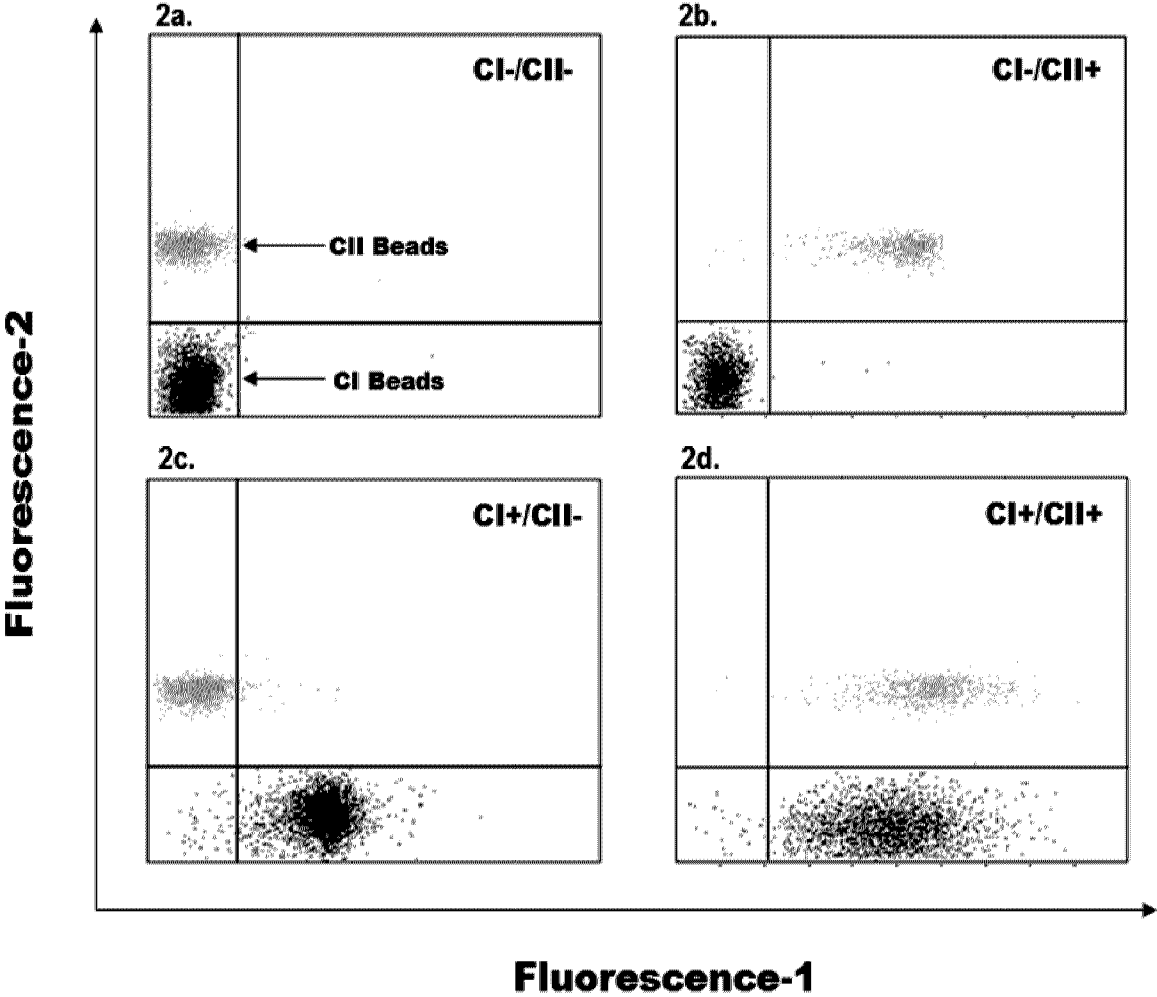 2a.
CI-/CII-
CII Beads
CI Beads
2b.
CI-/CII+
2c.
CI+/CII-
2d.
CI+/CII+
Fluorescence-2
Fluorescence-1